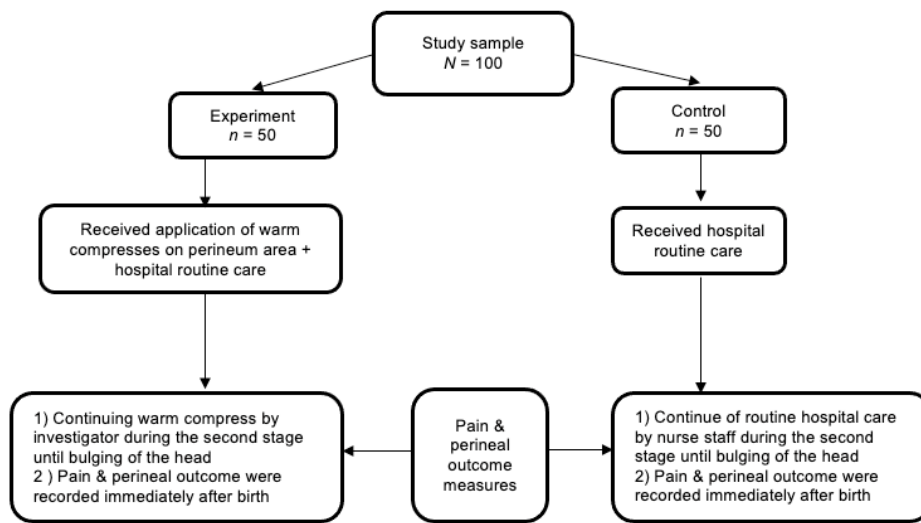 Study sample
N = 100
Experiment
n = 50
Control
n = 50
Received application of warm
compresses on perineum area +
hospital routine care
Received hospital
routine care
1) Continuing warm compress by
investigator during the second stage
until bulging of the head
2 ) Pain & perineal outcome were
recorded immediately after birth
Pain &
perineal
outcome
measures
1) Continue of routine hospital care
by nurse staff during the second
stage until bulging of the head
2) Pain & perineal outcome were
recorded immediately after birth